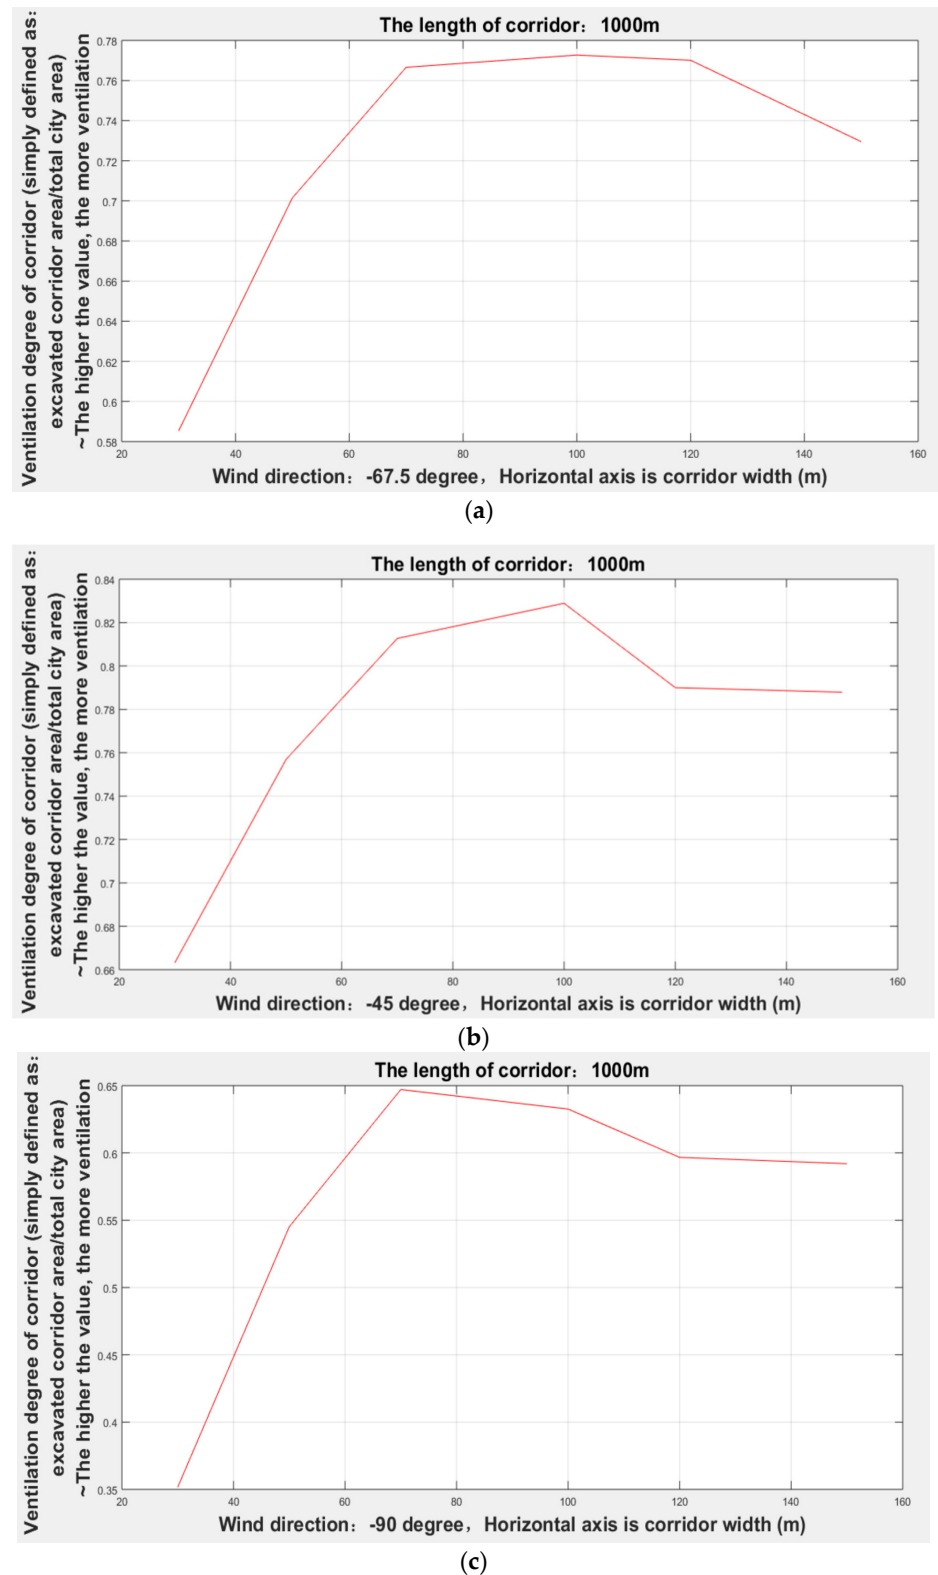 The length of corridor：1000m
Ventilation degree of corridor (simply defined as:
excavated corridor area/total city area)
~The higher the value, the more ventilation
0.78
0.76
0.74
0.72
0.7
0.68
0.66
0.64
0.62
0.6
0.58
20 40 60 80 100 120 140 160
Wind direction：-67.5 degree，Horizontal axis is corridor width (m)
(a)
The length of corridor：1000m
Ventilation degree of corridor (simply defined as:
excavated corridor area/total city area)
~The higher the value, the more ventilation
0.84
0.82
0.8
0.78
0.76
0.74
0.72
0.7
0.68
0.66
20 40 60 80 100 120 140 160
Wind direction：-45 degree，Horizontal axis is corridor width (m)
(b)
The length of corridor：1000m
Ventilation degree of corridor (simply defined as:
excavated corridor area/total city area)
~The higher the value, the more ventilation
0.65
0.6
0.55
0.5
0.45
0.4
0.35
20 40 60 80 100 120 140 160
Wind direction：-90 degree，Horizontal axis is corridor width (m)
(c)